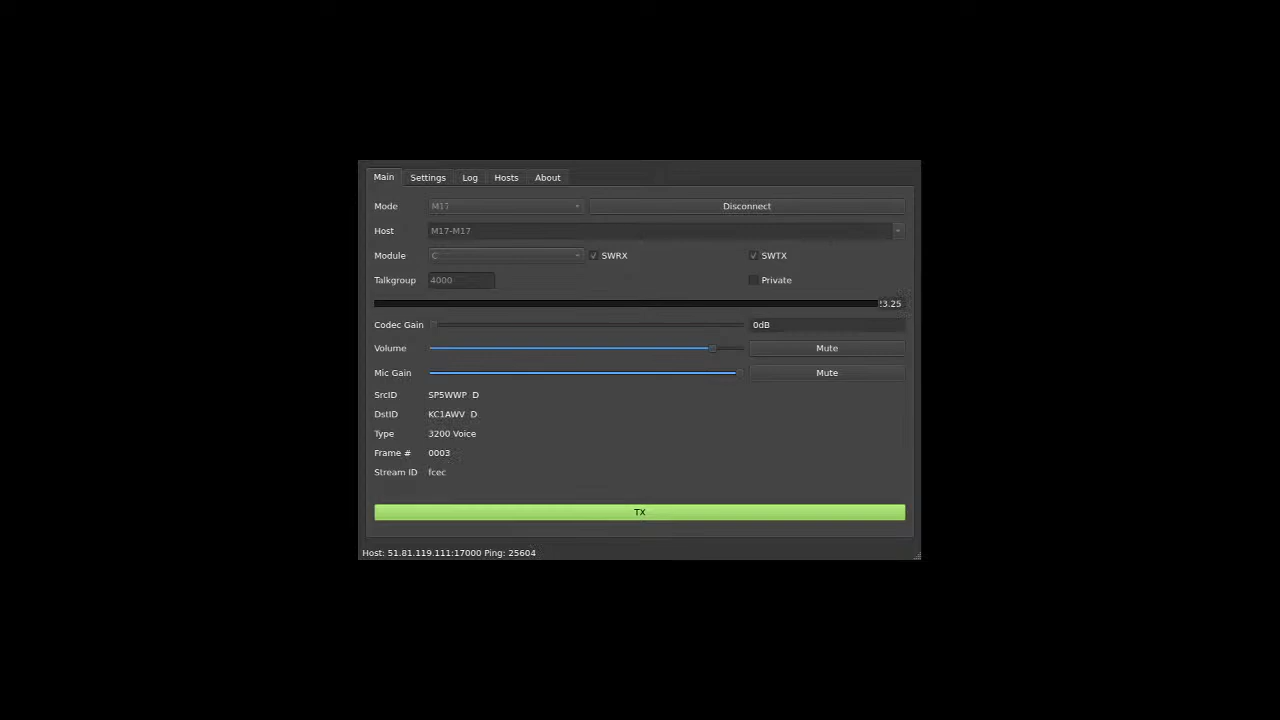 Main Settings Log Hosts About
Mode M17 Disconnect
Host M17-M17
Module C SWRX SWTX
Talkgroup 4000 Private
3.25
Codec Gain 0dB
Volume Mute
Mic Gain Mute
SrcID SP5WWP D
DstID KC1AWV D
Type 3200 Voice
Frame # 0003
Stream ID fcec
TX
Host: 51.81.119.111:17000 Ping: 25604